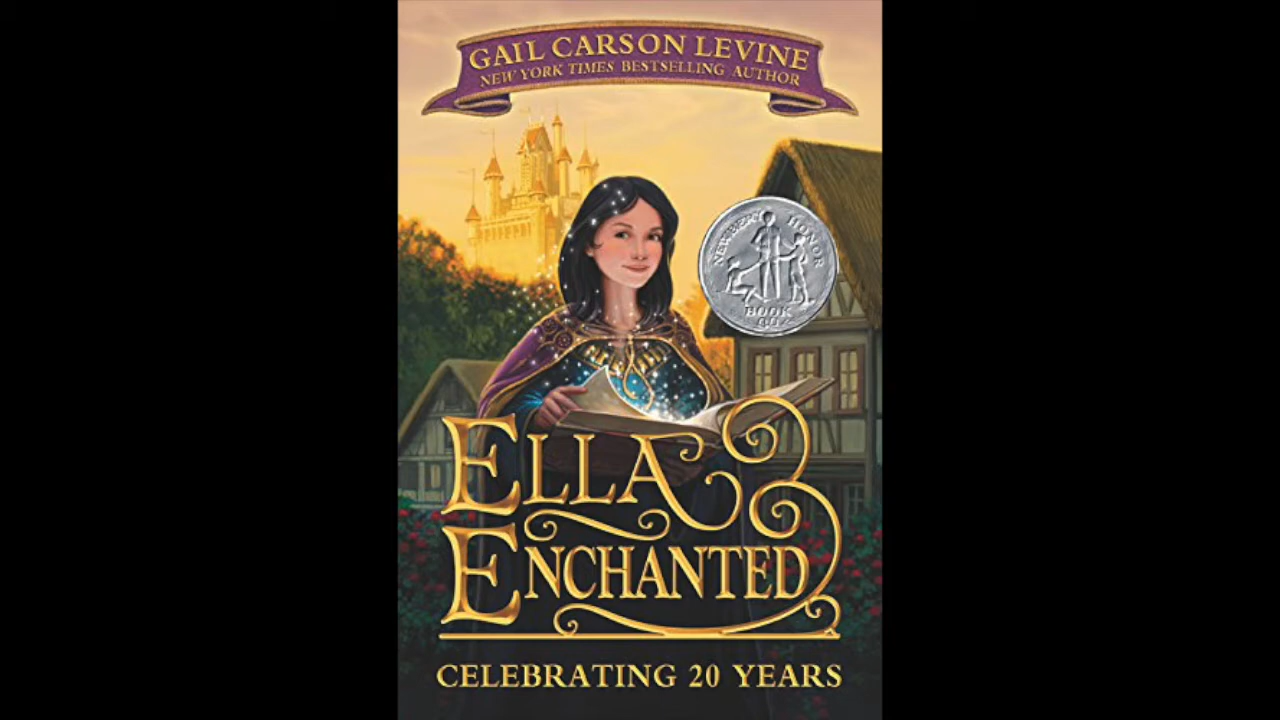 GAIL CARSON LEVINE
NEW YORK TIMES BESTSELLING AUTHOR
NEWBERY HONOR
BOOK
ELLA
ENCHANTED
CELEBRATING 20 YEARS